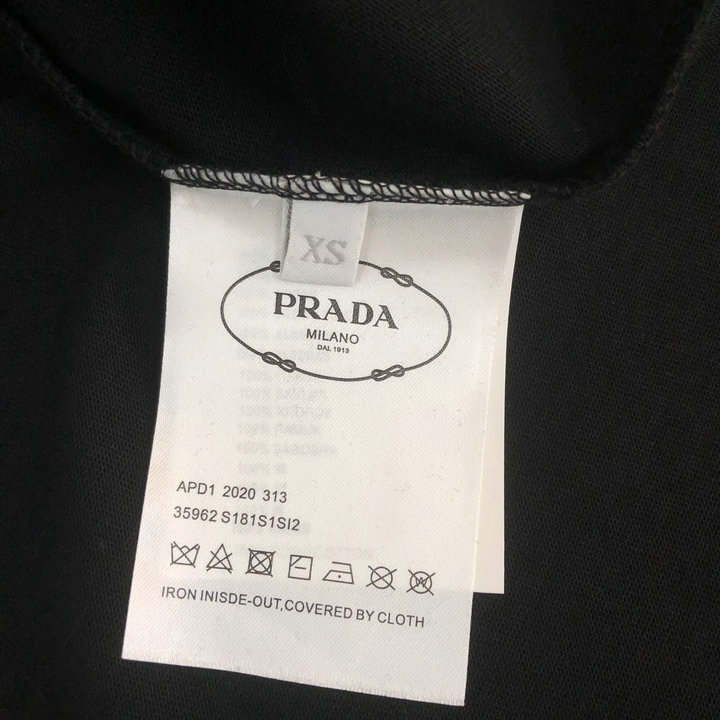 XS
PRADA
MILANO
DAL 1913
APD1 2020 313
35962 S181S1SI2
IRON INISDE-OUT,COVERED BY CLOTH